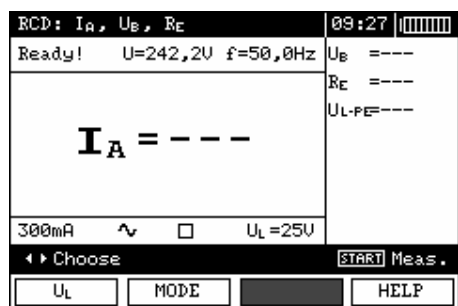 RCD: IA, UB, RE 09:27
Ready! U=242,2V f=50,0Hz
UB =---
RE =---
UL-PE=---
IA = ---
300mA ∿ □ UL=25V
◂ ▸ Choose START Meas.
UL MODE HELP